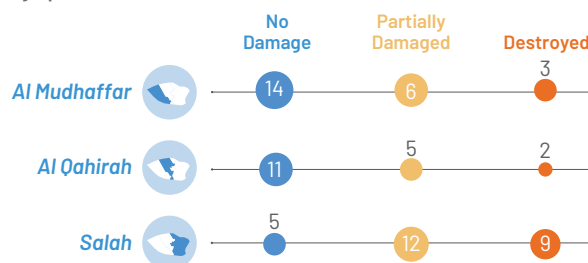 No Damage
Partially Damaged
Destroyed
Al Mudhaffar 14 6 3
Al Qahirah 11 5 2
Salah 5 12 9